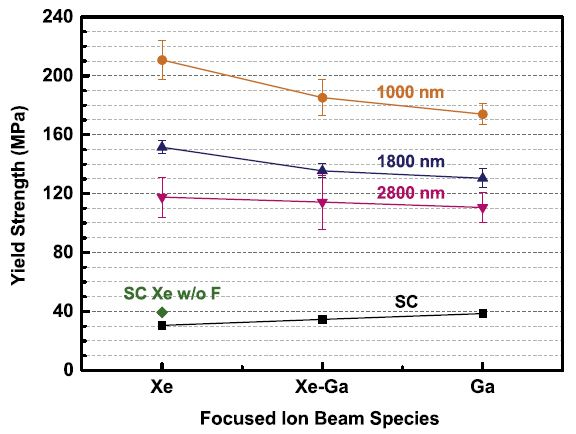 240
200
160
120
80
40
0
Yield Strength (MPa)
1000 nm
1800 nm
2800 nm
SC Xe w/o F
SC
Xe
Xe-Ga
Ga
Focused Ion Beam Species